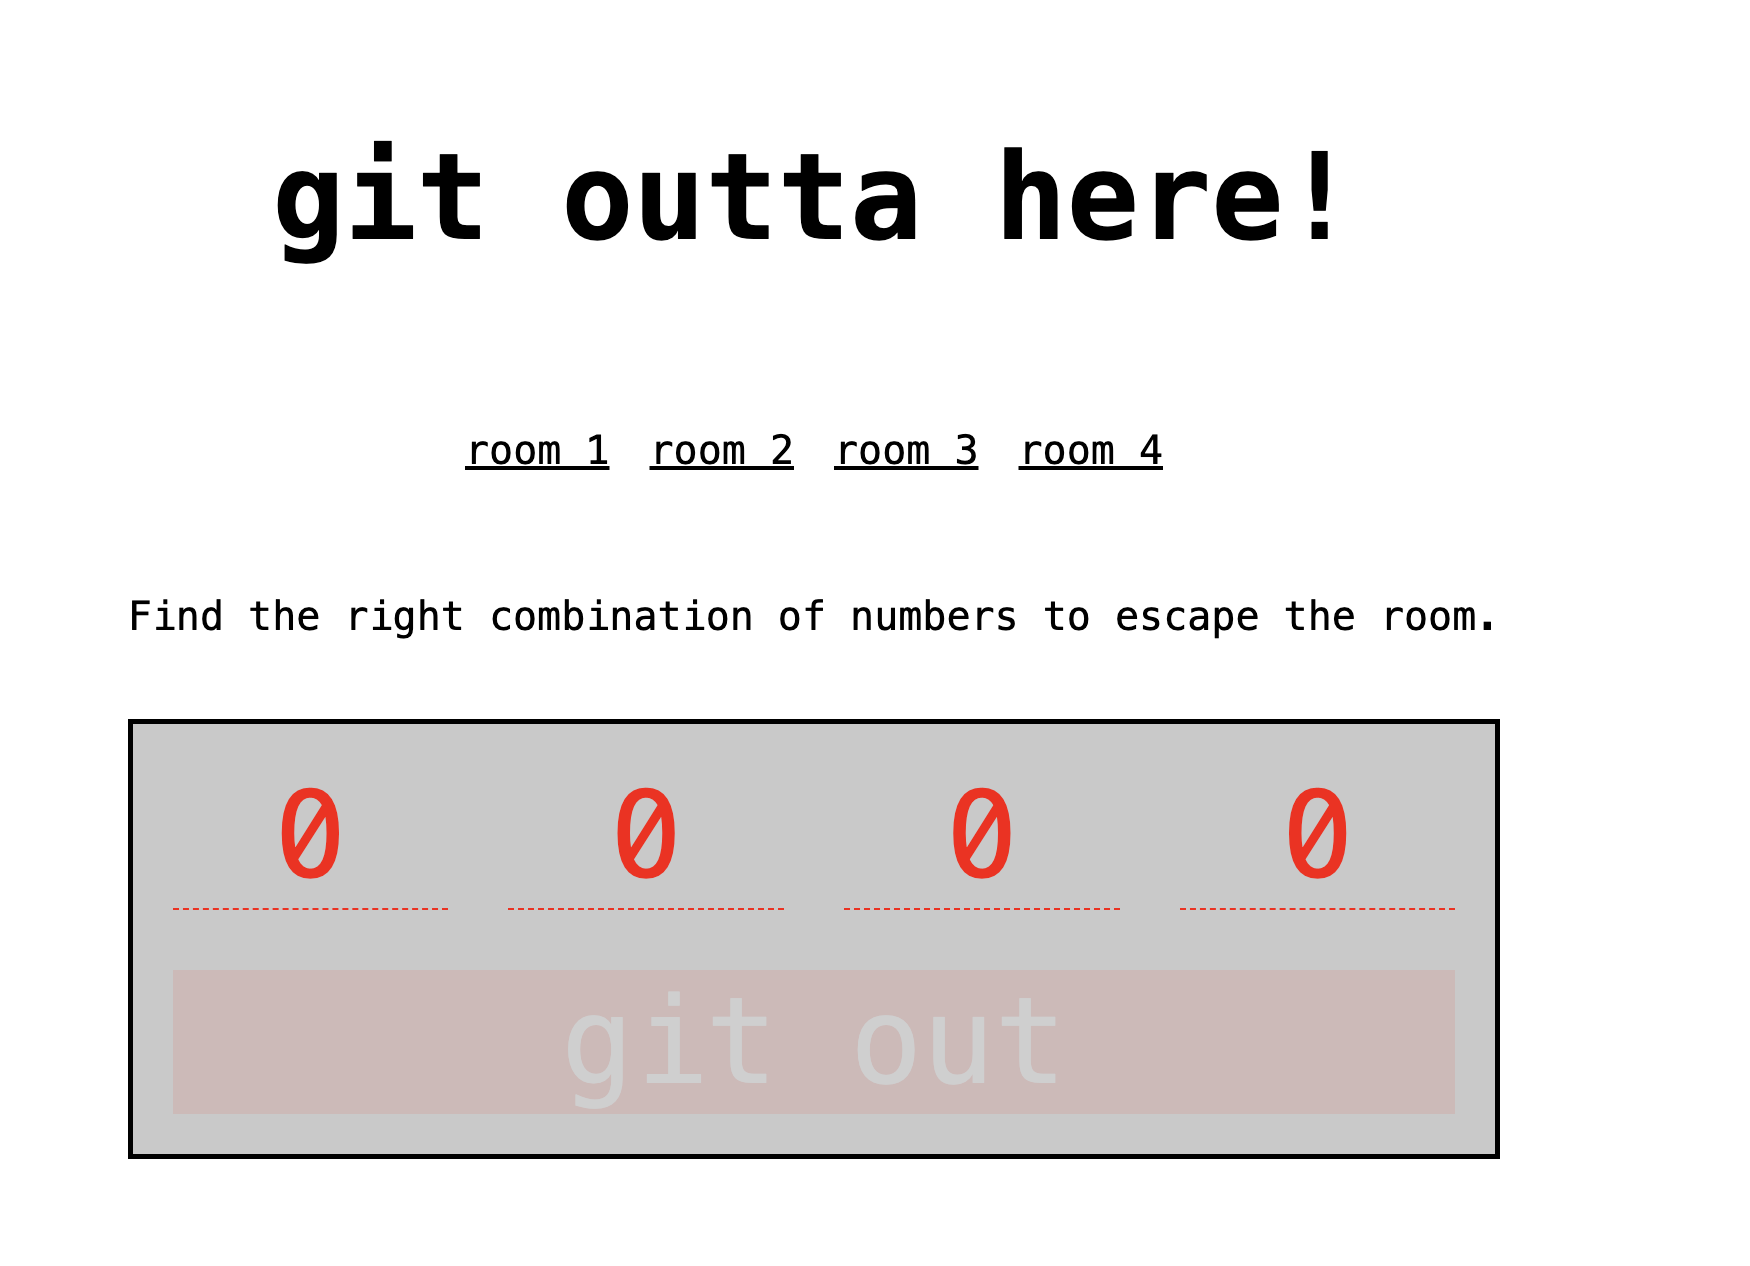 git outta here!
room 1 room 2 room 3 room 4
Find the right combination of numbers to escape the room.
0 0 0 0
git out